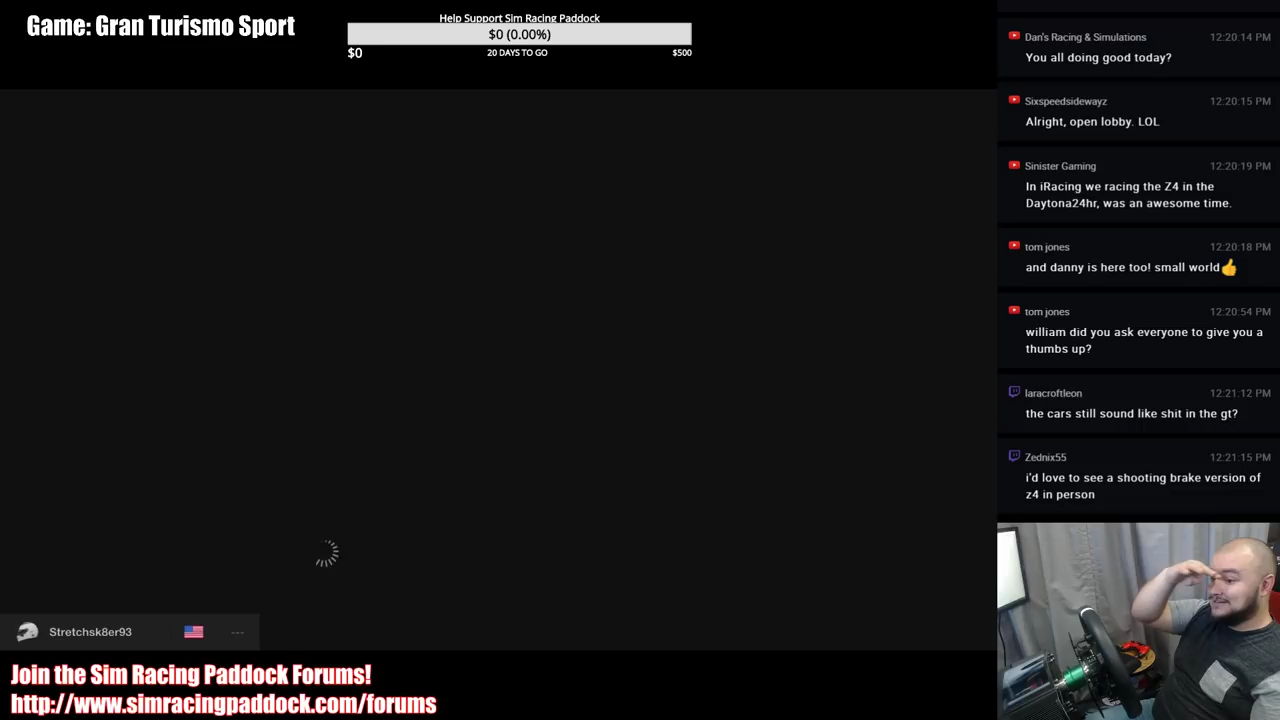 Game: Gran Turismo Sport
Help Support Sim Racing Paddock
$0 (0.00%)
$0
20 DAYS TO GO
$500
Dan's Racing & Simulations
12:20:14 PM
You all doing good today?
Sixspeedsidewayz
12:20:15 PM
Alright, open lobby. LOL
Sinister Gaming
12:20:19 PM
In iRacing we racing the Z4 in the
Daytona24hr, was an awesome time.
tom jones
12:20:18 PM
and danny is here too! small world👍
tom jones
12:20:54 PM
william did you ask everyone to give you a
thumbs up?
laracroftleon
12:21:12 PM
the cars still sound like shit in the gt?
Zednix55
12:21:15 PM
i'd love to see a shooting brake version of
z4 in person
Stretchsk8er93
---
Join the Sim Racing Paddock Forums!
http://www.simracingpaddock.com/forums